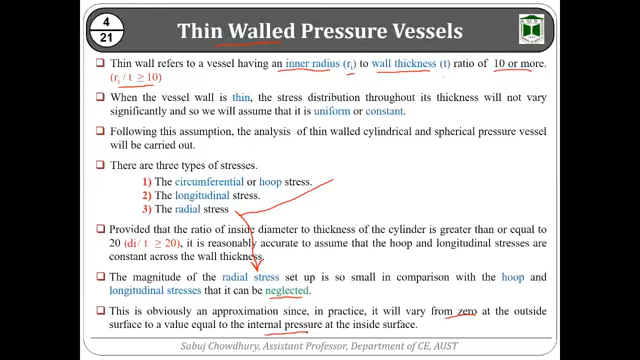 4
21
Thin Walled Pressure Vessels
❑ Thin wall refers to a vessel having an inner radius (ri) to wall thickness (t) ratio of 10 or more.
(ri / t ≥ 10)
❑ When the vessel wall is thin, the stress distribution throughout its thickness will not vary
significantly and so we will assume that it is uniform or constant.
❑ Following this assumption, the analysis of thin walled cylindrical and spherical pressure vessel
will be carried out.
❑ There are three types of stresses.
1) The circumferential or hoop stress.
2) The longitudinal stress.
3) The radial stress
❑ Provided that the ratio of inside diameter to thickness of the cylinder is greater than or equal to
20 (di / t ≥ 20), it is reasonably accurate to assume that the hoop and longitudinal stresses are
constant across the wall thickness.
❑ The magnitude of the radial stress set up is so small in comparison with the hoop and
longitudinal stresses that it can be neglected.
❑ This is obviously an approximation since, in practice, it will vary from zero at the outside
surface to a value equal to the internal pressure at the inside surface.
Sabuj Chowdhury, Assistant Professor, Department of CE, AUST